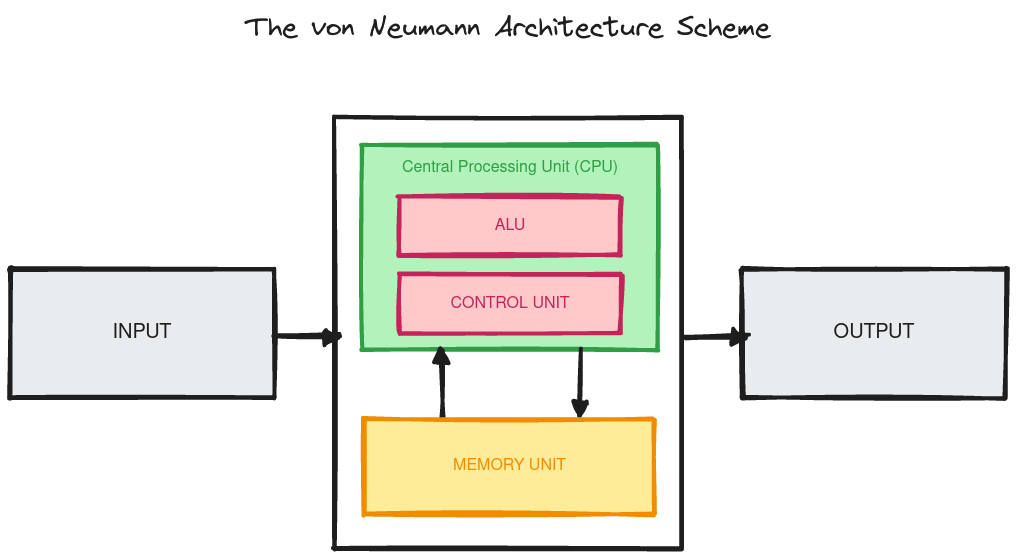 The von Neumann Architecture Scheme
Central Processing Unit (CPU)
ALU
CONTROL UNIT
INPUT
OUTPUT
MEMORY UNIT